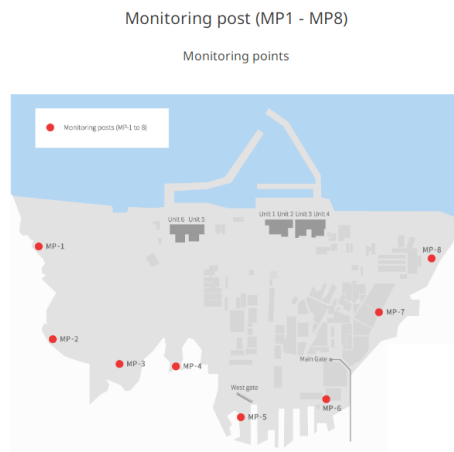 Monitoring post (MP1 - MP8)
Monitoring points
Monitoring posts (MP-1 to 8)
Unit 6 Unit 5
Unit 1 Unit 2 Unit 3 Unit 4
MP-1
MP-8
MP-7
MP-2
Main Gate
MP-3
MP-4
West gate
MP-6
MP-5